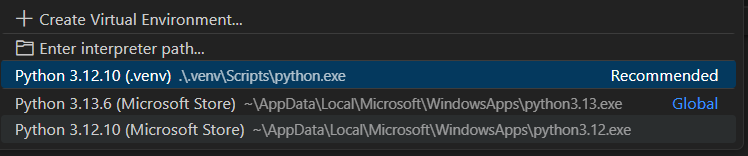 Create Virtual Environment...
Enter interpreter path...
Python 3.12.10 (.venv) .\.venv\Scripts\python.exe Recommended
Python 3.13.6 (Microsoft Store) ~\AppData\Local\Microsoft\WindowsApps\python3.13.exe Global
Python 3.12.10 (Microsoft Store) ~\AppData\Local\Microsoft\WindowsApps\python3.12.exe